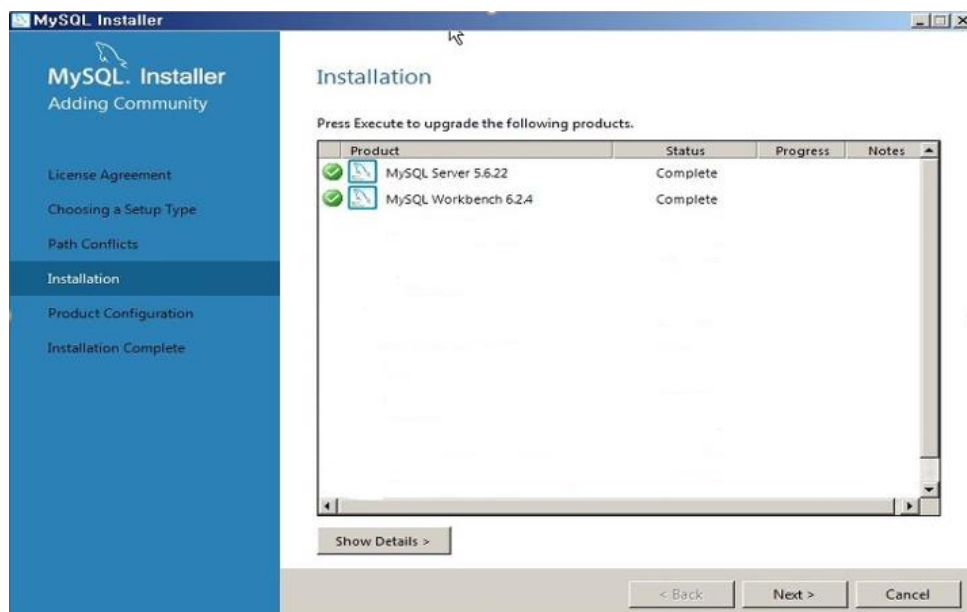 MySQL Installer
MySQL. Installer
Adding Community
License Agreement
Choosing a Setup Type
Path Conflicts
Installation
Product Configuration
Installation Complete
Installation
Press Execute to upgrade the following products.
Product Status Progress Notes
MySQL Server 5.6.22 Complete
MySQL Workbench 6.2.4 Complete
Show Details >
< Back Next > Cancel